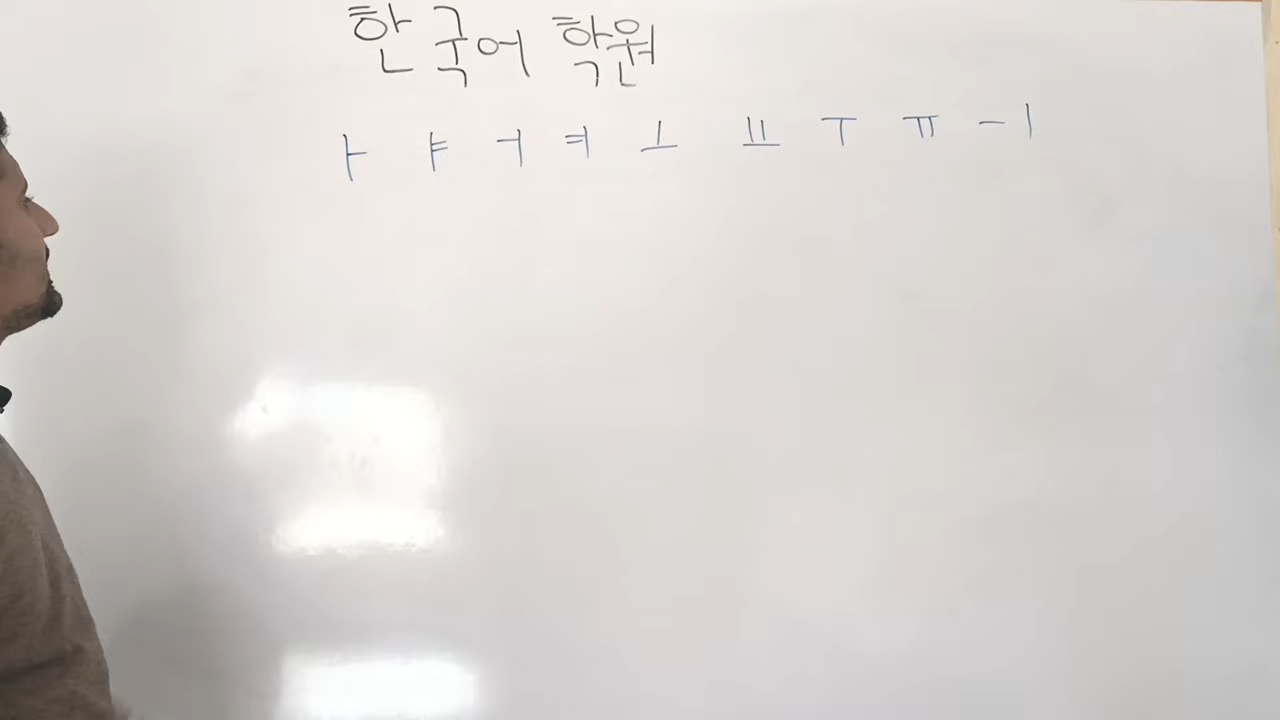 한국어 학원
ㅏ ㅑ ㅓ ㅕ ㅗ ㅛ ㅜ ㅠ ㅡ ㅣ